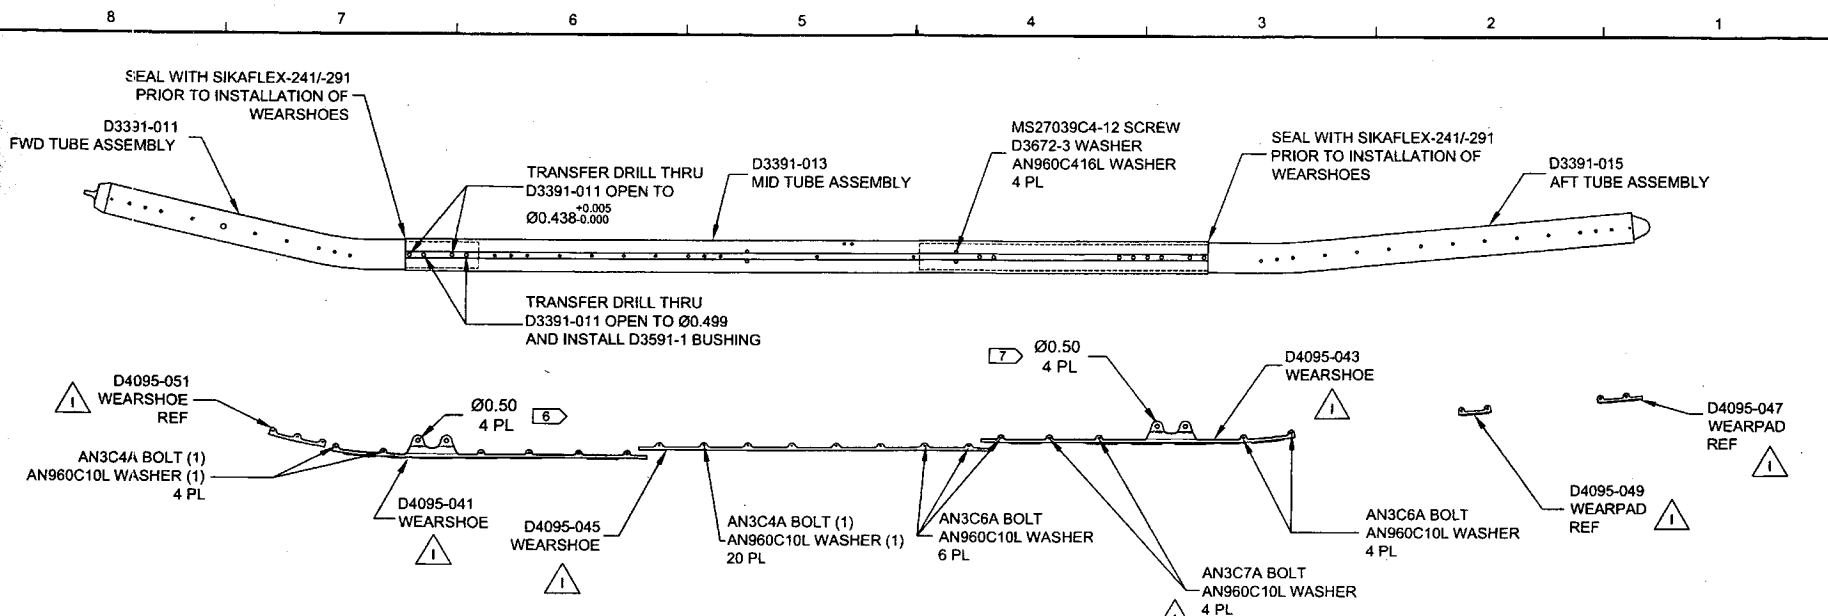 8 7 6 5 4 3 2 1
SEAL WITH SIKAFLEX-241/-291
PRIOR TO INSTALLATION OF
WEARSHOES
D3391-011
FWD TUBE ASSEMBLY
TRANSFER DRILL THRU
D3391-011 OPEN TO
Ø0.438 +0.005 -0.000
D3391-013
MID TUBE ASSEMBLY
MS27039C4-12 SCREW
D3672-3 WASHER
AN960C416L WASHER
4 PL
SEAL WITH SIKAFLEX-241/-291
PRIOR TO INSTALLATION OF
WEARSHOES
D3391-015
AFT TUBE ASSEMBLY
TRANSFER DRILL THRU
D3391-011 OPEN TO Ø0.499
AND INSTALL D3591-1 BUSHING
D4095-051
WEARSHOE
REF
1
Ø0.50
4 PL
6
7
Ø0.50
4 PL
D4095-043
WEARSHOE
1
D4095-047
WEARPAD
REF
1
AN3C4A BOLT (1)
AN960C10L WASHER (1)
4 PL
D4095-041
WEARSHOE
1
D4095-045
WEARSHOE
1
AN3C4A BOLT (1)
AN960C10L WASHER (1)
20 PL
AN3C6A BOLT
AN960C10L WASHER
6 PL
AN3C7A BOLT
AN960C10L WASHER
4 PL
AN3C6A BOLT
AN960C10L WASHER
4 PL
D4095-049
WEARPAD
REF
1